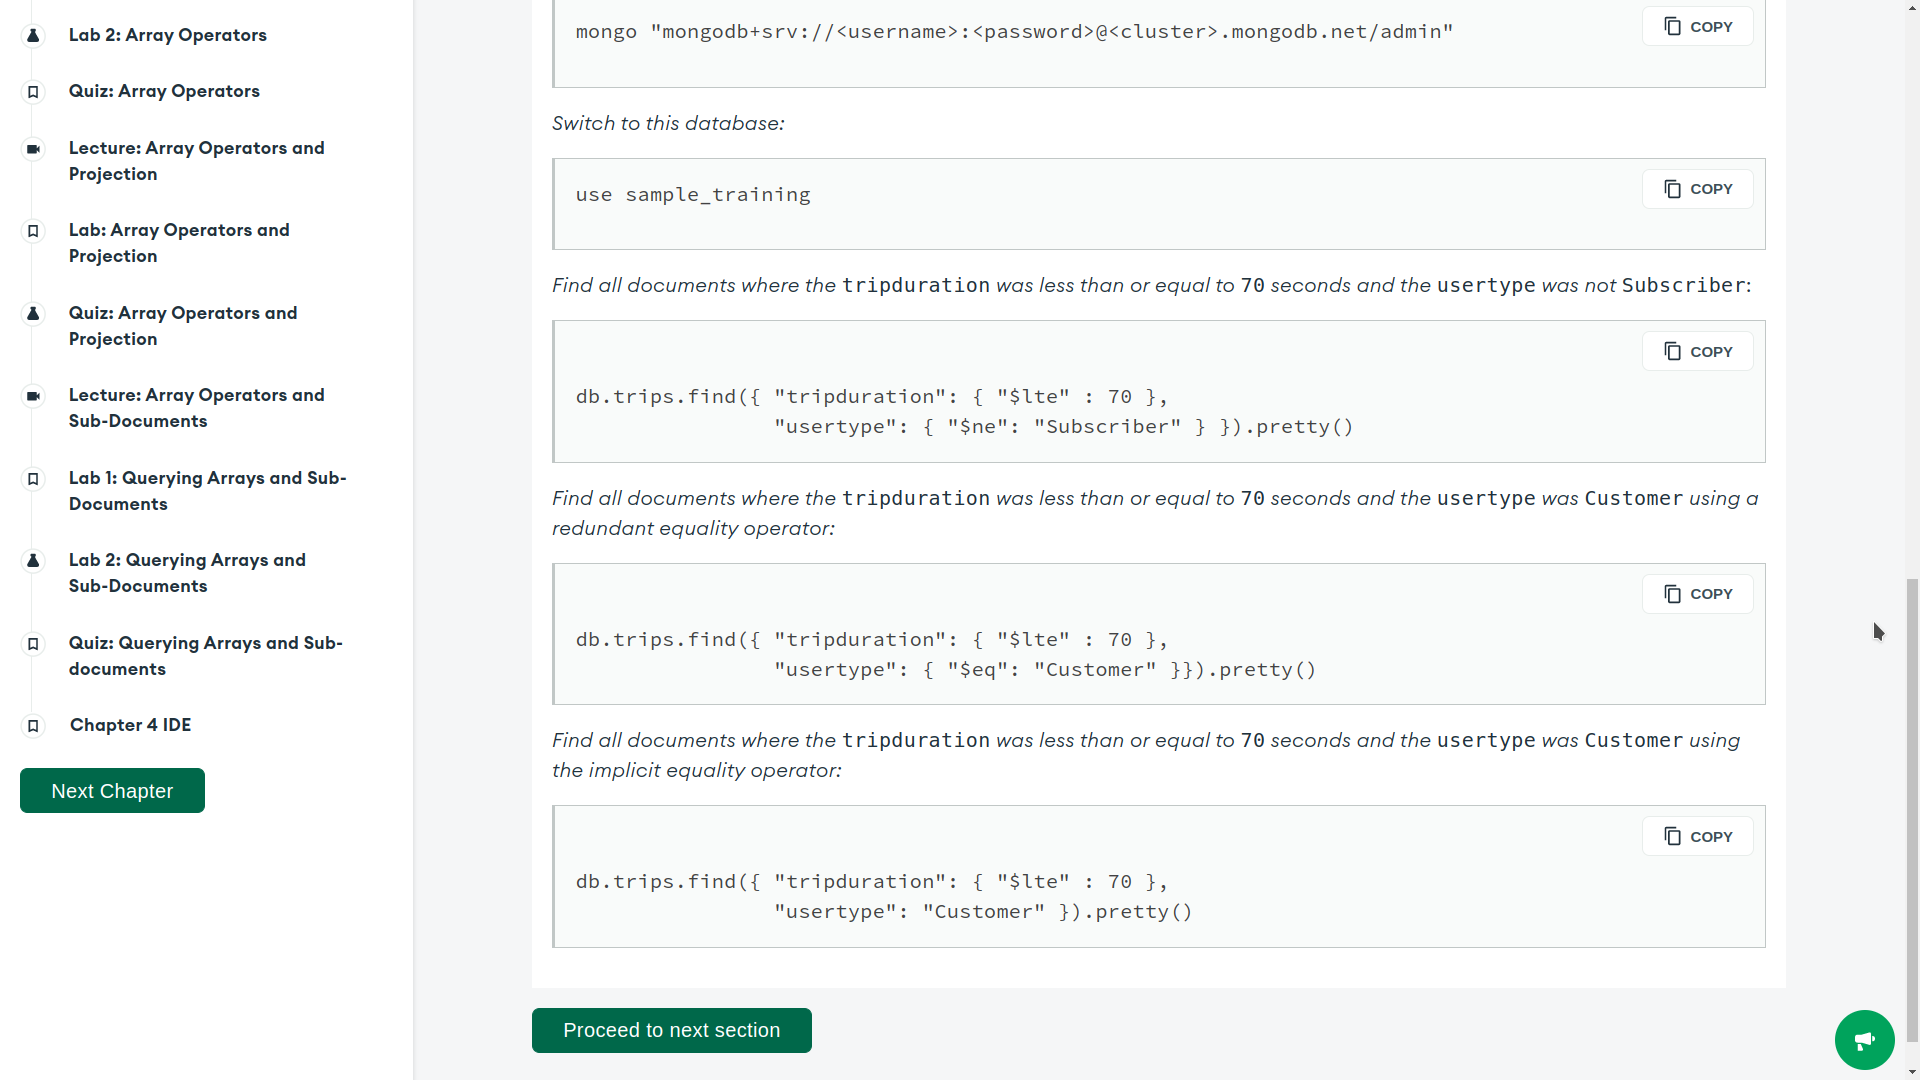 Lab 2: Array Operators
Quiz: Array Operators
Lecture: Array Operators and
Projection
Lab: Array Operators and
Projection
Quiz: Array Operators and
Projection
Lecture: Array Operators and
Sub-Documents
Lab 1: Querying Arrays and Sub-
Documents
Lab 2: Querying Arrays and
Sub-Documents
Quiz: Querying Arrays and Sub-
documents
Chapter 4 IDE
Next Chapter
mongo "mongodb+srv://<username>:<password>@<cluster>.mongodb.net/admin"
COPY
Switch to this database:
use sample_training
COPY
Find all documents where the tripduration was less than or equal to 70 seconds and the usertype was not Subscriber:
COPY
db.trips.find({ "tripduration": { "$lte" : 70 },
"usertype": { "$ne": "Subscriber" } }).pretty()
Find all documents where the tripduration was less than or equal to 70 seconds and the usertype was Customer using a
redundant equality operator:
COPY
db.trips.find({ "tripduration": { "$lte" : 70 },
"usertype": { "$eq": "Customer" }}).pretty()
Find all documents where the tripduration was less than or equal to 70 seconds and the usertype was Customer using
the implicit equality operator:
COPY
db.trips.find({ "tripduration": { "$lte" : 70 },
"usertype": "Customer" }).pretty()
Proceed to next section